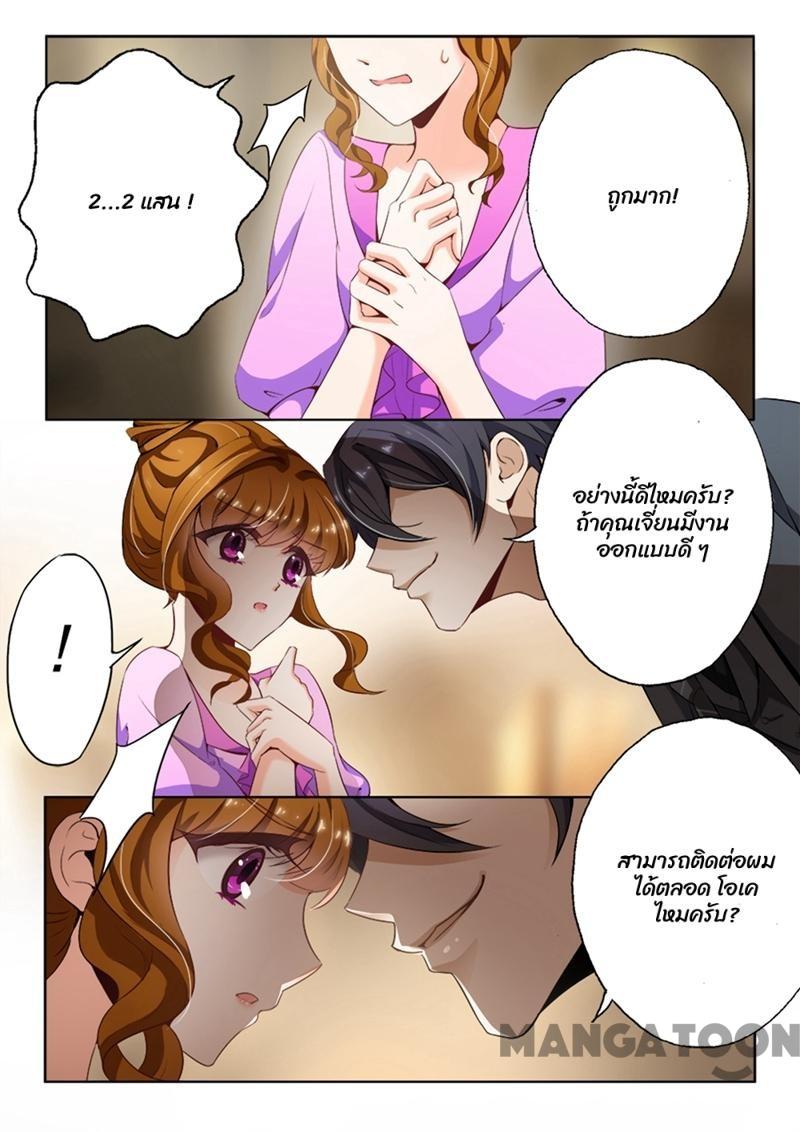 2...2 แสน !
ถูกมาก!
อย่างนี้ดีไหมครับ?
ถ้าคุณเจี่ยนมีงาน
ออกแบบดี ๆ
!
สามารถติดต่อผม
ได้ตลอด โอเค
ไหมครับ?
MANGATOON